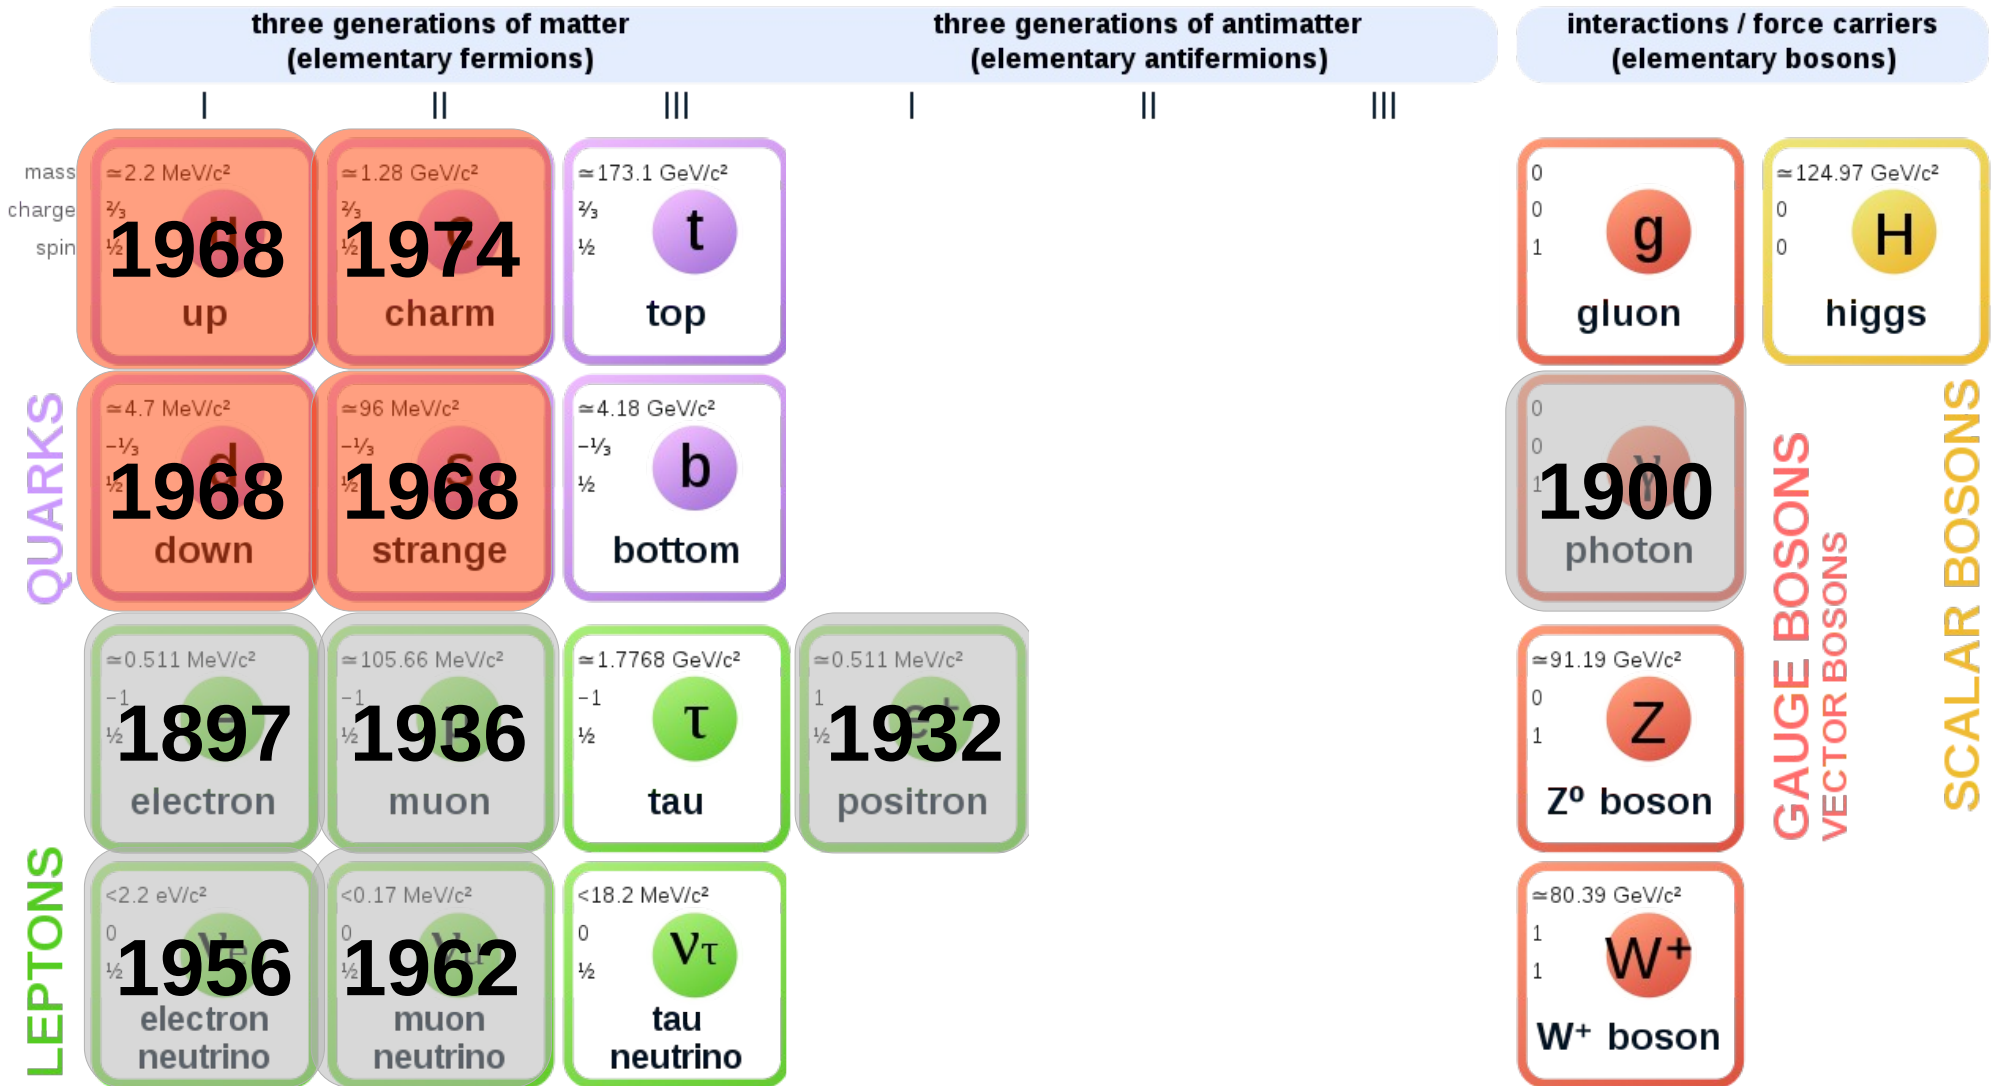 three generations of matter
(elementary fermions)
three generations of antimatter
(elementary antifermions)
interactions / force carriers
(elementary bosons)
I
II
III
I
II
III
mass
charge
spin
≃2.2 MeV/c²
⅔
½
1968
up
≃1.28 GeV/c²
⅔
½
c
1974
charm
≃173.1 GeV/c²
⅔
½
t
top
0
0
1
g
gluon
≃124.97 GeV/c²
0
0
H
higgs
QUARKS
≃4.7 MeV/c²
−⅓
½
d
1968
down
≃96 MeV/c²
−⅓
½
s
1968
strange
≃4.18 GeV/c²
−⅓
½
b
bottom
0
0
1
γ
1900
photon
GAUGE BOSONS
VECTOR BOSONS
SCALAR BOSONS
LEPTONS
≃0.511 MeV/c²
−1
½
1897
electron
≃105.66 MeV/c²
−1
½
μ
1936
muon
≃1.7768 GeV/c²
−1
½
τ
tau
≃0.511 MeV/c²
1
½
e⁺
1932
positron
≃91.19 GeV/c²
0
1
Z
Z⁰ boson
<2.2 eV/c²
0
½
νe
1956
electron
neutrino
<0.17 MeV/c²
0
½
νμ
1962
muon
neutrino
<18.2 MeV/c²
0
½
ντ
tau
neutrino
≃80.39 GeV/c²
1
1
W⁺
W⁺ boson